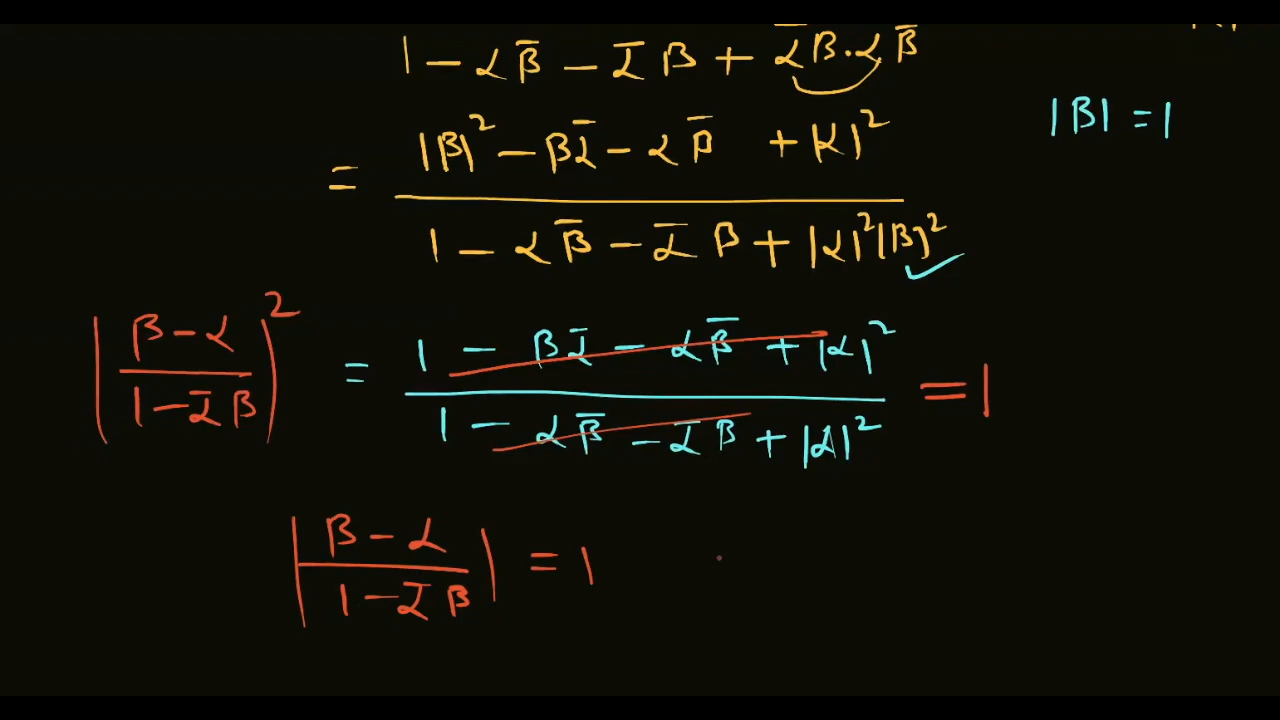 1 − αβ̄ − ᾱβ + ᾱβ·αβ̄
|β| = 1
= (|β|² − βᾱ − αβ̄ + |α|²) / (1 − αβ̄ − ᾱβ + |α|²|β|²)
|(β − α) / (1 − ᾱβ)|² = (1 − βᾱ − αβ̄ + |α|²) / (1 − αβ̄ − ᾱβ + |α|²) = 1
|(β − α) / (1 − ᾱβ)| = 1